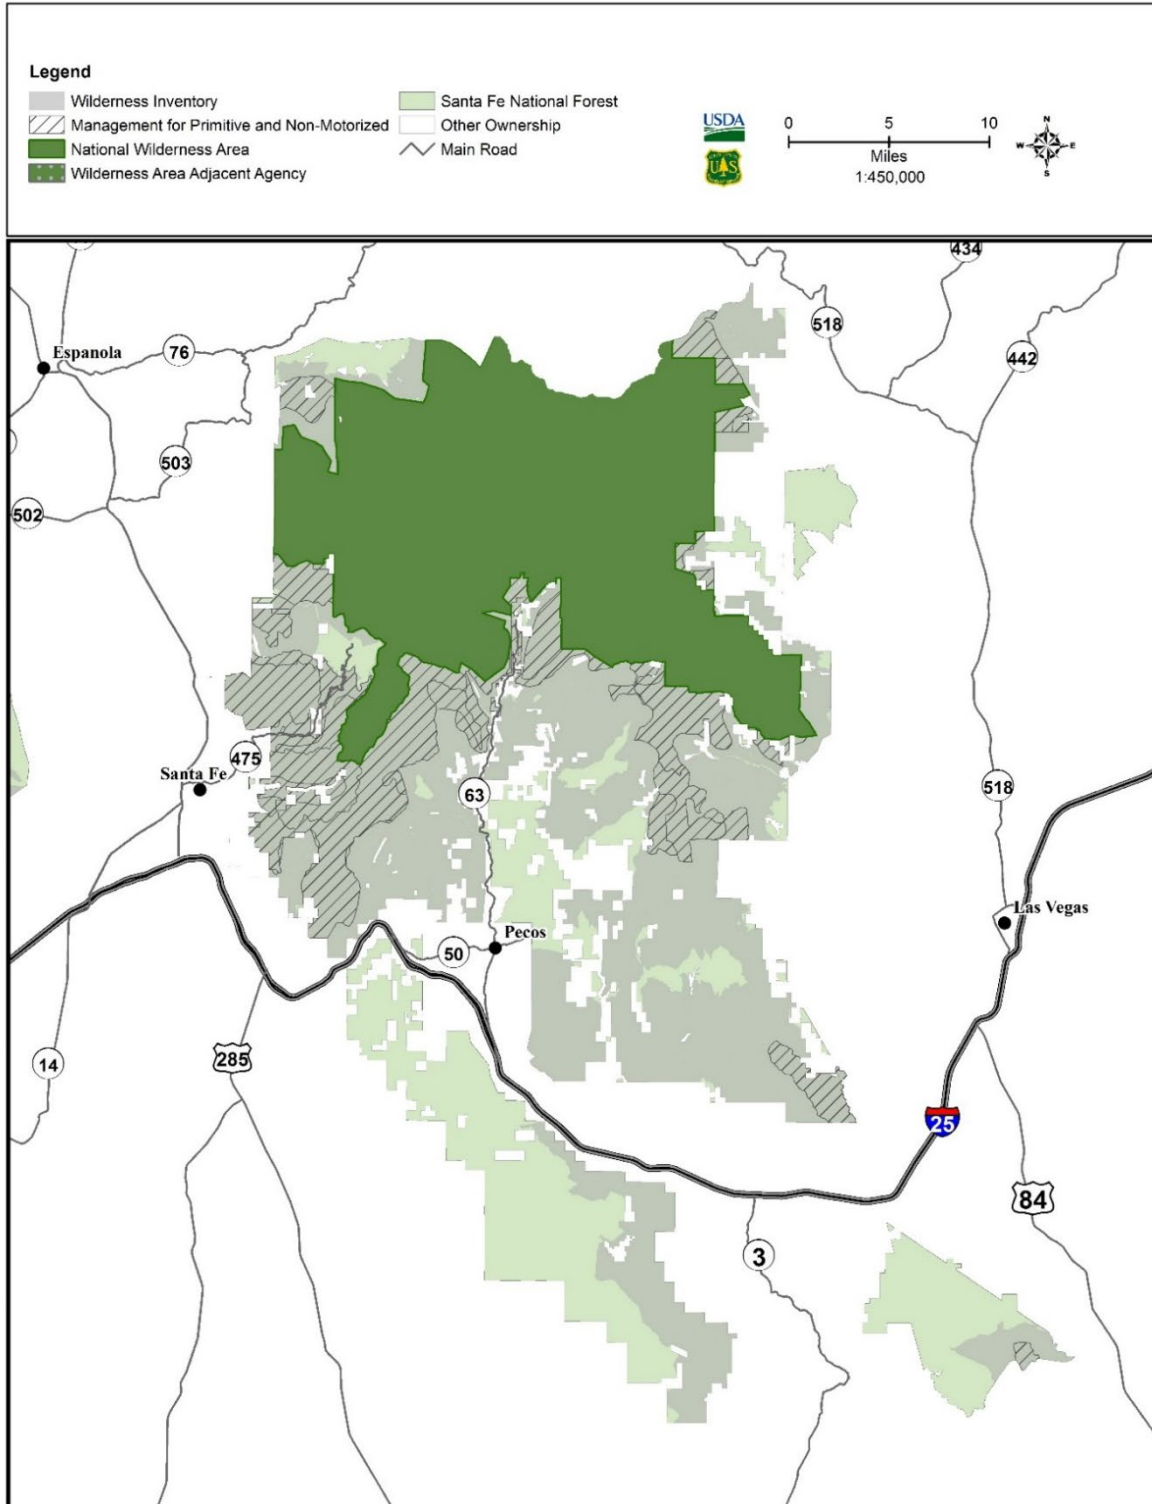 Legend
Wilderness Inventory
Management for Primitive and Non-Motorized
National Wilderness Area
Wilderness Area Adjacent Agency
Santa Fe National Forest
Other Ownership
Main Road
USDA
U S
0 5 10
Miles
1:450,000
N
W E
S
434
518
Espanola
76
442
503
502
475
Santa Fe
63
518
Las Vegas
Pecos
50
14
285
25
84
3